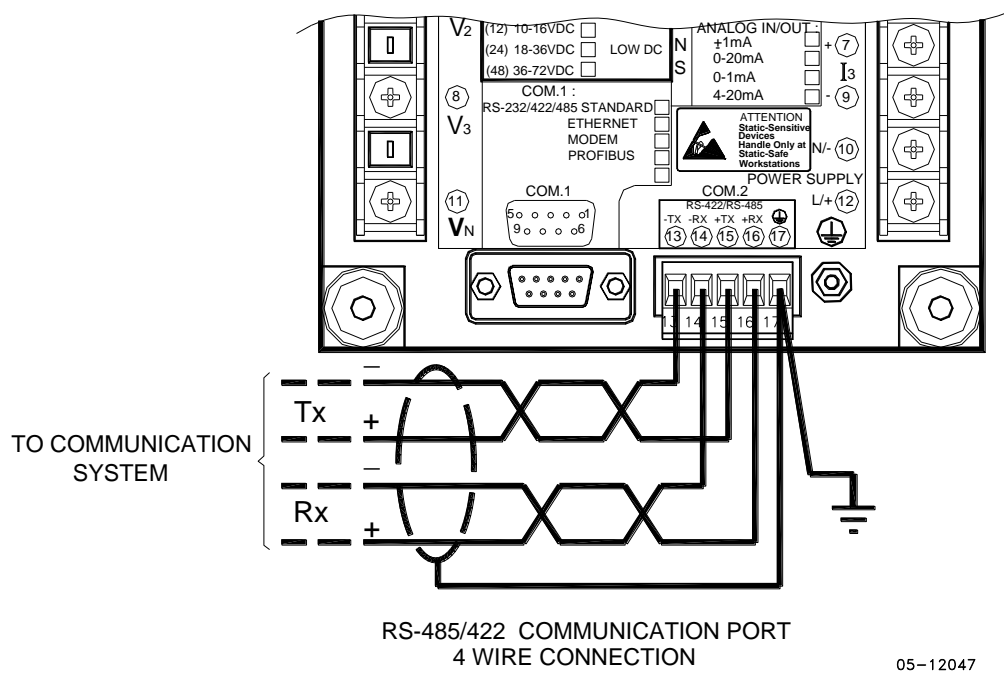 V2
(12) 10-16VDC
(24) 18-36VDC LOW DC
(48) 36-72VDC
N
S
ANALOG IN/OUT :
±1mA
0-20mA
0-1mA
4-20mA
+ 7
I3
- 9
8
V3
COM.1 :
RS-232/422/485 STANDARD
ETHERNET
MODEM
PROFIBUS
ATTENTION
Static-Sensitive
Devices
Handle Only at
Static-Safe
Workstations
N/- 10
POWER SUPPLY
L/+ 12
11
VN
COM.1
5 1
9 6
COM.2
RS-422/RS-485
-TX -RX +TX +RX
13 14 15 16 17
13 14 15 16 17
TO COMMUNICATION
SYSTEM
−
Tx
+
−
Rx
+
RS-485/422 COMMUNICATION PORT
4 WIRE CONNECTION
05-12047